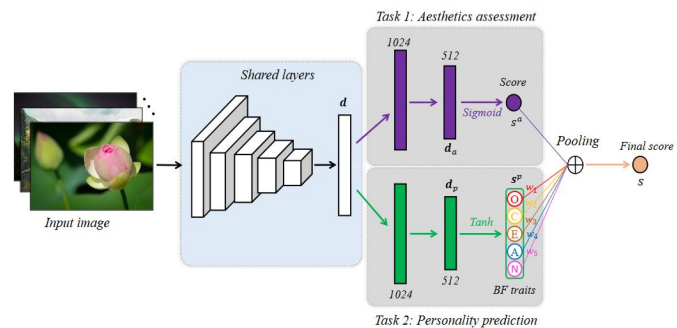 Task 1: Aesthetics assessment
Shared layers
d
1024
512
d_a
Sigmoid
Score
s^a
Pooling
Final score
s
Input image
1024
512
d_p
Tanh
s^p
O
C
E
A
N
w_1
w_3
w_4
w_5
BF traits
Task 2: Personality prediction